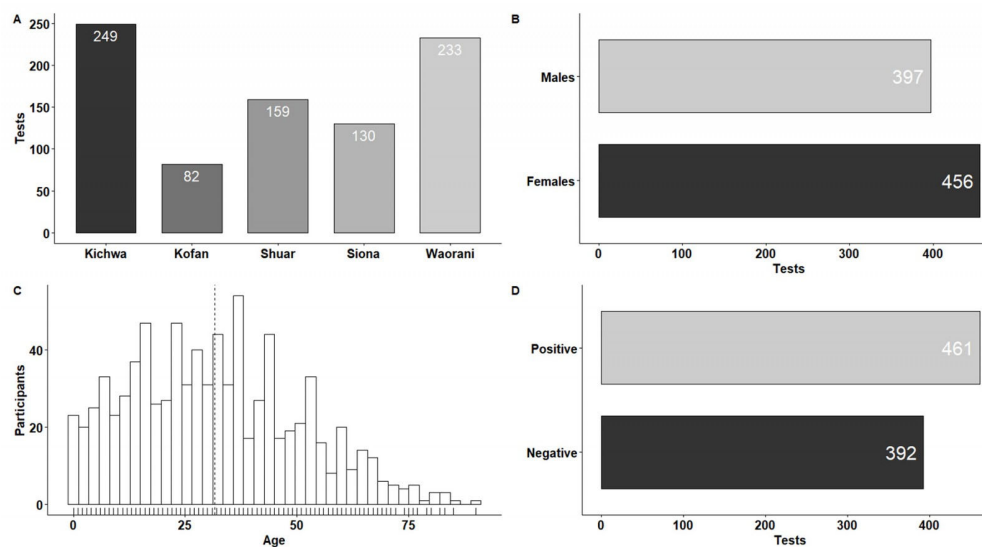 A
Tests
250
200
150
100
50
0
249
82
159
130
233
Kichwa Kofan Shuar Siona Waorani
B
Males
Females
397
456
0 100 200 300 400
Tests
C
Participants
40
20
0
0 25 50 75
Age
D
Positive
Negative
461
392
0 100 200 300 400
Tests